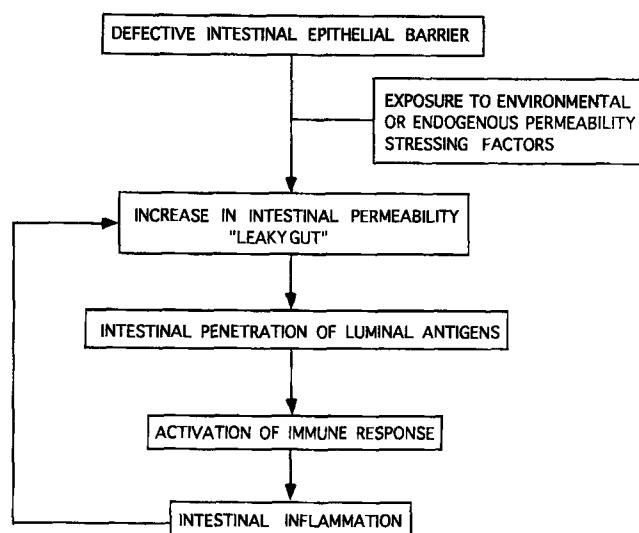 DEFECTIVE INTESTINAL EPITHELIAL BARRIER
EXPOSURE TO ENVIRONMENTAL
OR ENDOGENOUS PERMEABILITY
STRESSING FACTORS
INCREASE IN INTESTINAL PERMEABILITY
"LEAKY GUT"
INTESTINAL PENETRATION OF LUMINAL ANTIGENS
ACTIVATION OF IMMUNE RESPONSE
INTESTINAL INFLAMMATION